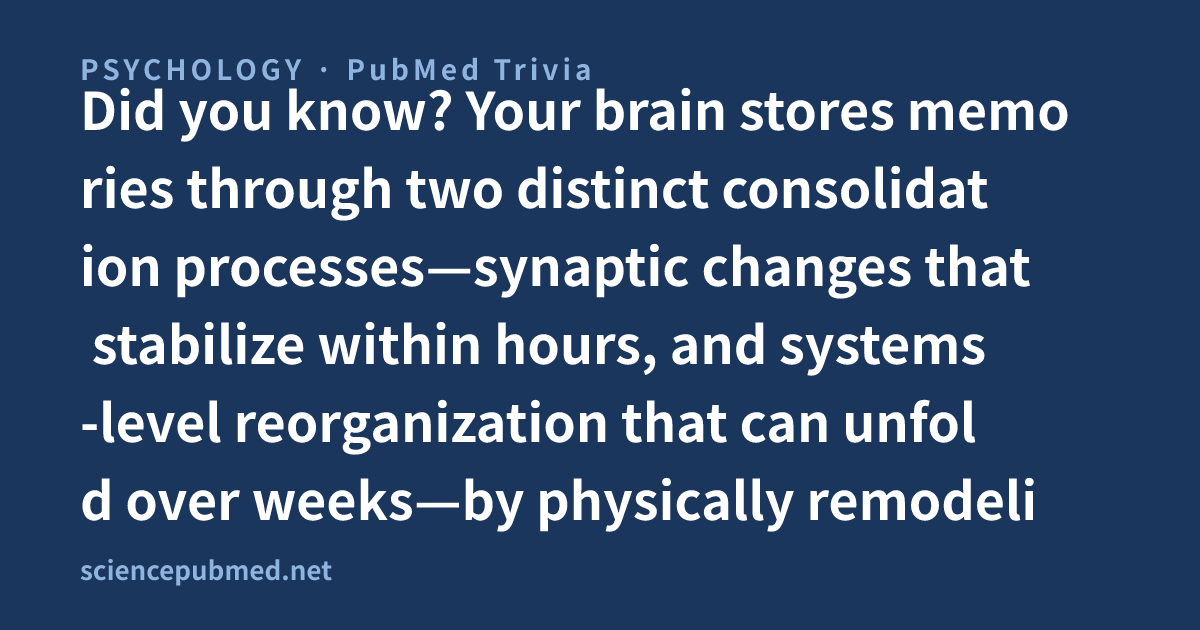 PSYCHOLOGY · PubMed Trivia
Did you know? Your brain stores memo
ries through two distinct consolidat
ion processes—synaptic changes that
 stabilize within hours, and systems
-level reorganization that can unfol
d over weeks—by physically remodeli
sciencepubmed.net